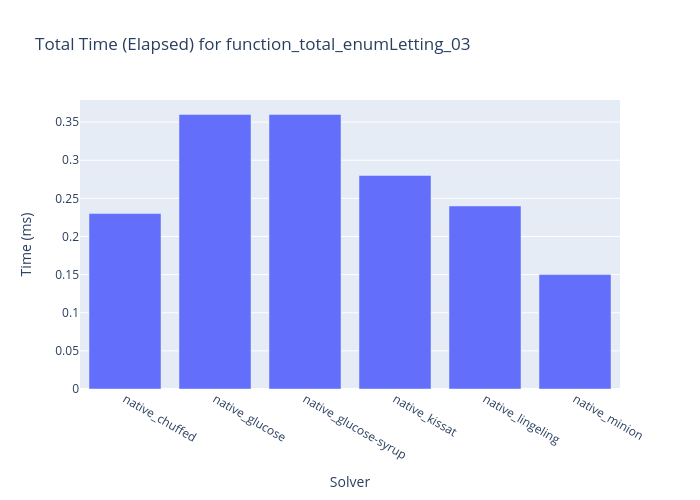 Total Time (Elapsed) for function_total_enumLetting_03
0.35
0.3
0.25
0.2
0.15
0.1
0.05
0
Time (ms)
native_chuffed
native_glucose
native_glucose-syrup
native_kissat
native_lingeling
native_minion
Solver